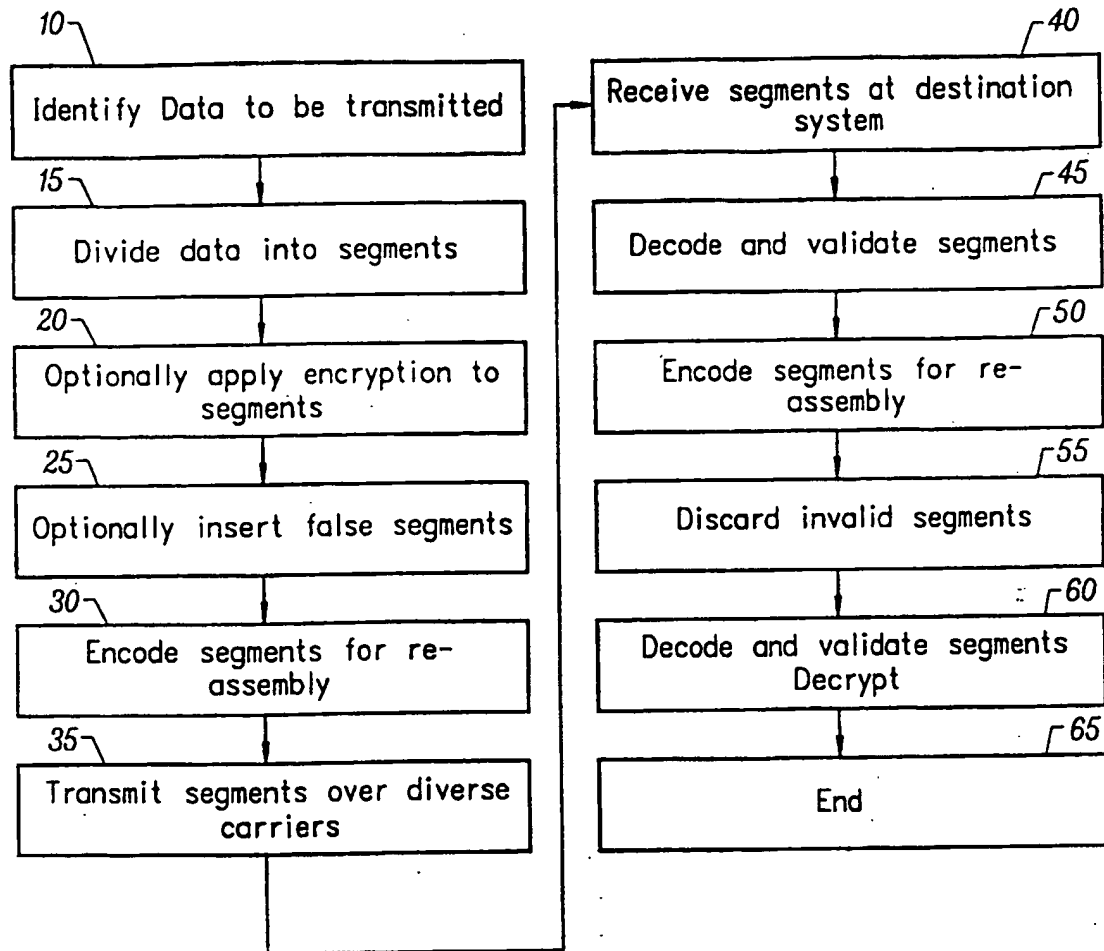 10
Identify Data to be transmitted
15
Divide data into segments
20
Optionally apply encryption to
segments
25
Optionally insert false segments
30
Encode segments for re-
assembly
35
Transmit segments over diverse
carriers
40
Receive segments at destination
system
45
Decode and validate segments
50
Encode segments for re-
assembly
55
Discard invalid segments
60
Decode and validate segments
Decrypt
65
End